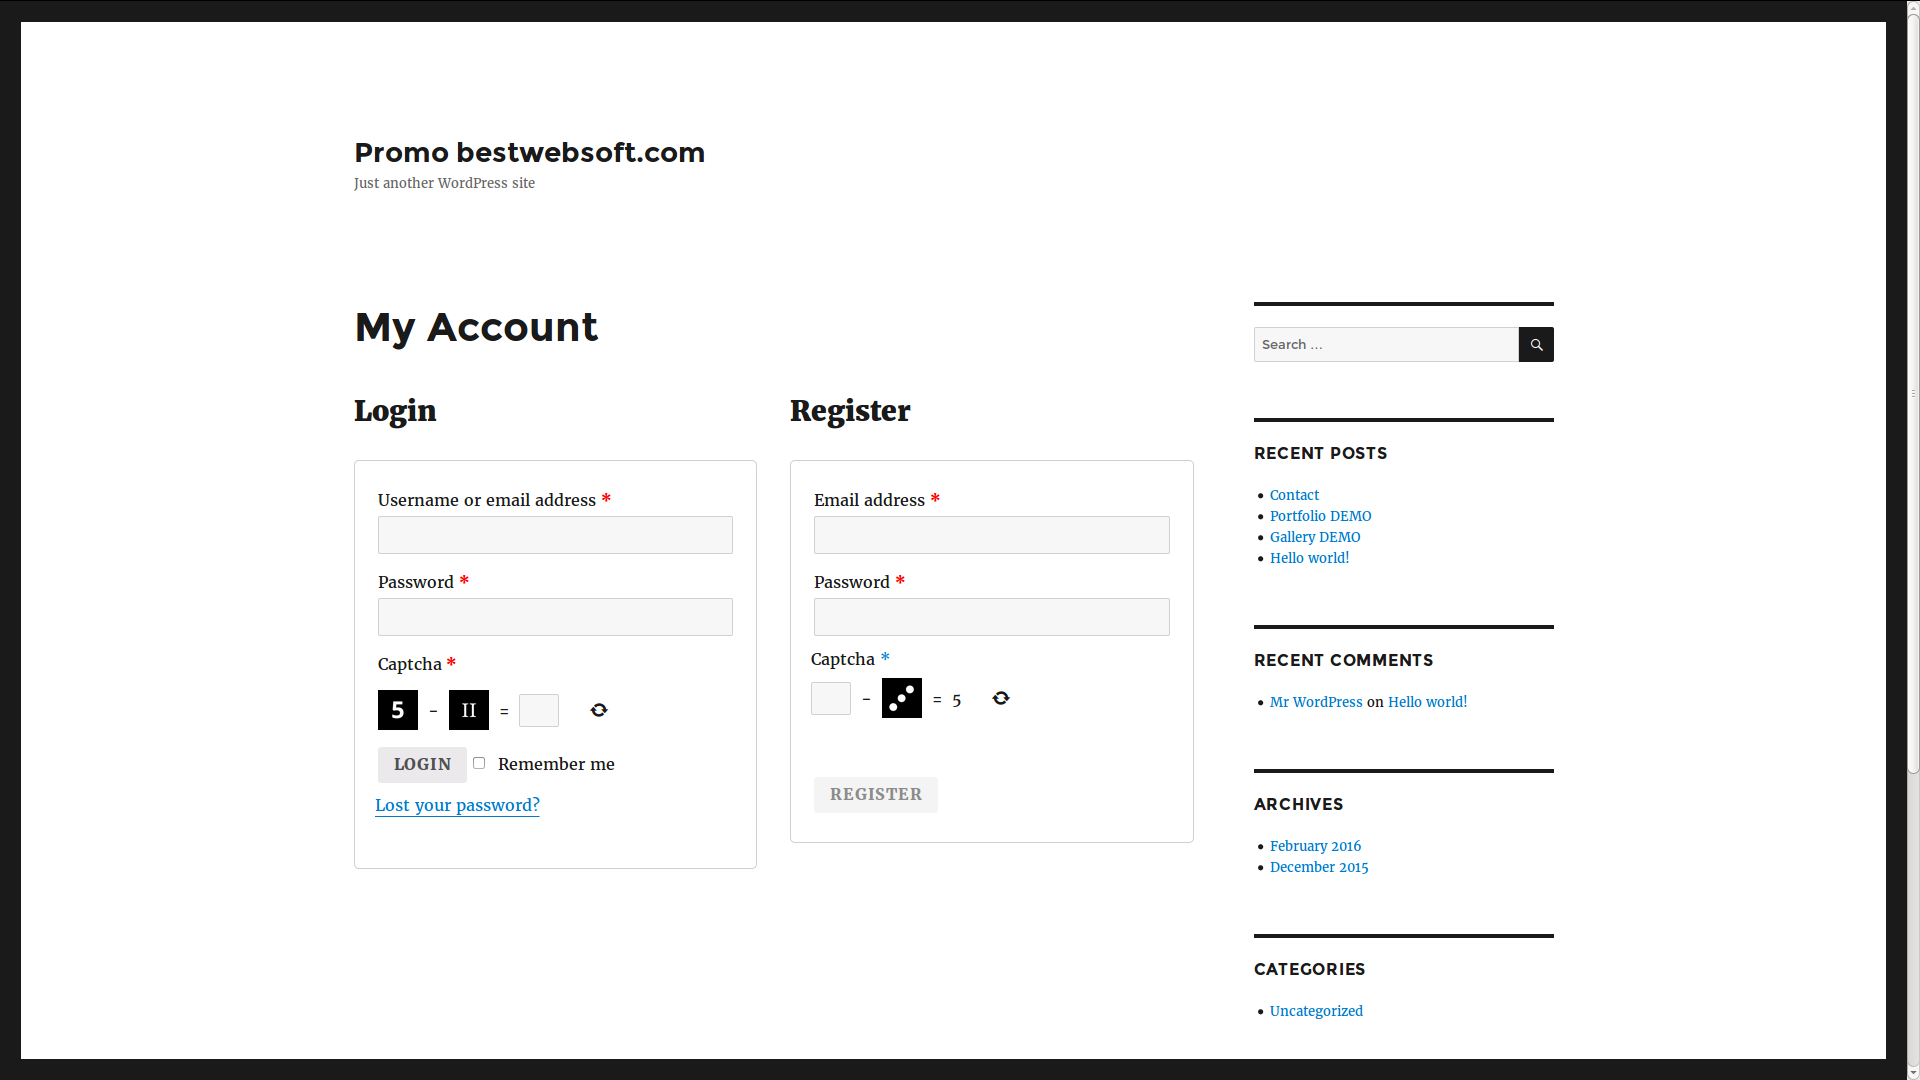 Promo bestwebsoft.com
Just another WordPress site
My Account
Login
Username or email address *
Password *
Captcha *
5 − II =
LOGIN Remember me
Lost your password?
Register
Email address *
Password *
Captcha *
− = 5
REGISTER
Search …
RECENT POSTS
Contact
Portfolio DEMO
Gallery DEMO
Hello world!
RECENT COMMENTS
Mr WordPress on Hello world!
ARCHIVES
February 2016
December 2015
CATEGORIES
Uncategorized